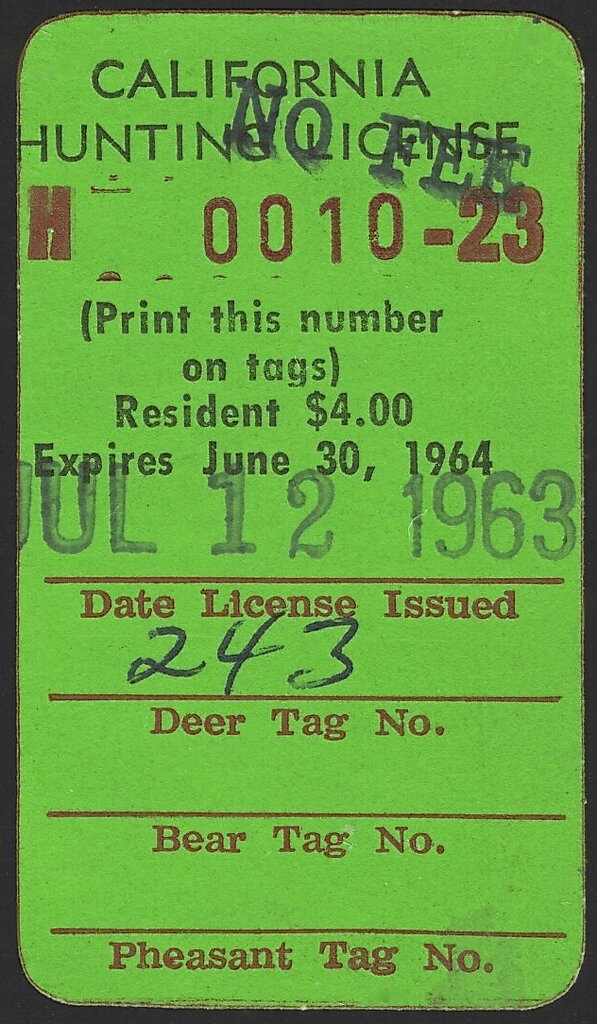 CALIFORNIA
HUNTING LICENSE
NO FEE
H 0010-23
(Print this number
on tags)
Resident $4.00
Expires June 30, 1964
JUL 12 1963
Date License Issued
243
Deer Tag No.
Bear Tag No.
Pheasant Tag No.